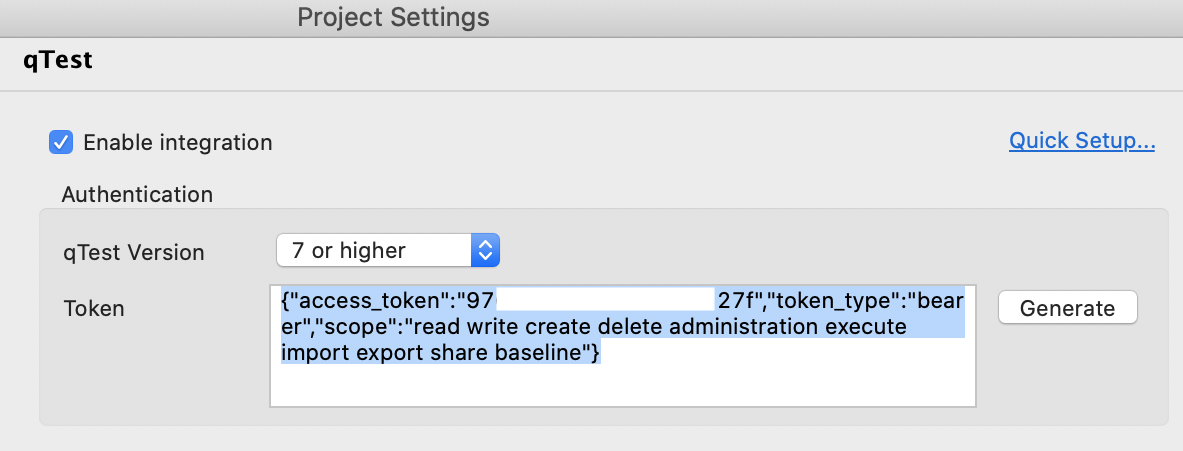 Project Settings
qTest
Enable integration
Quick Setup...
Authentication
qTest Version
7 or higher
Token
{"access_token":"97 27f","token_type":"bear
er","scope":"read write create delete administration execute
import export share baseline"}
Generate